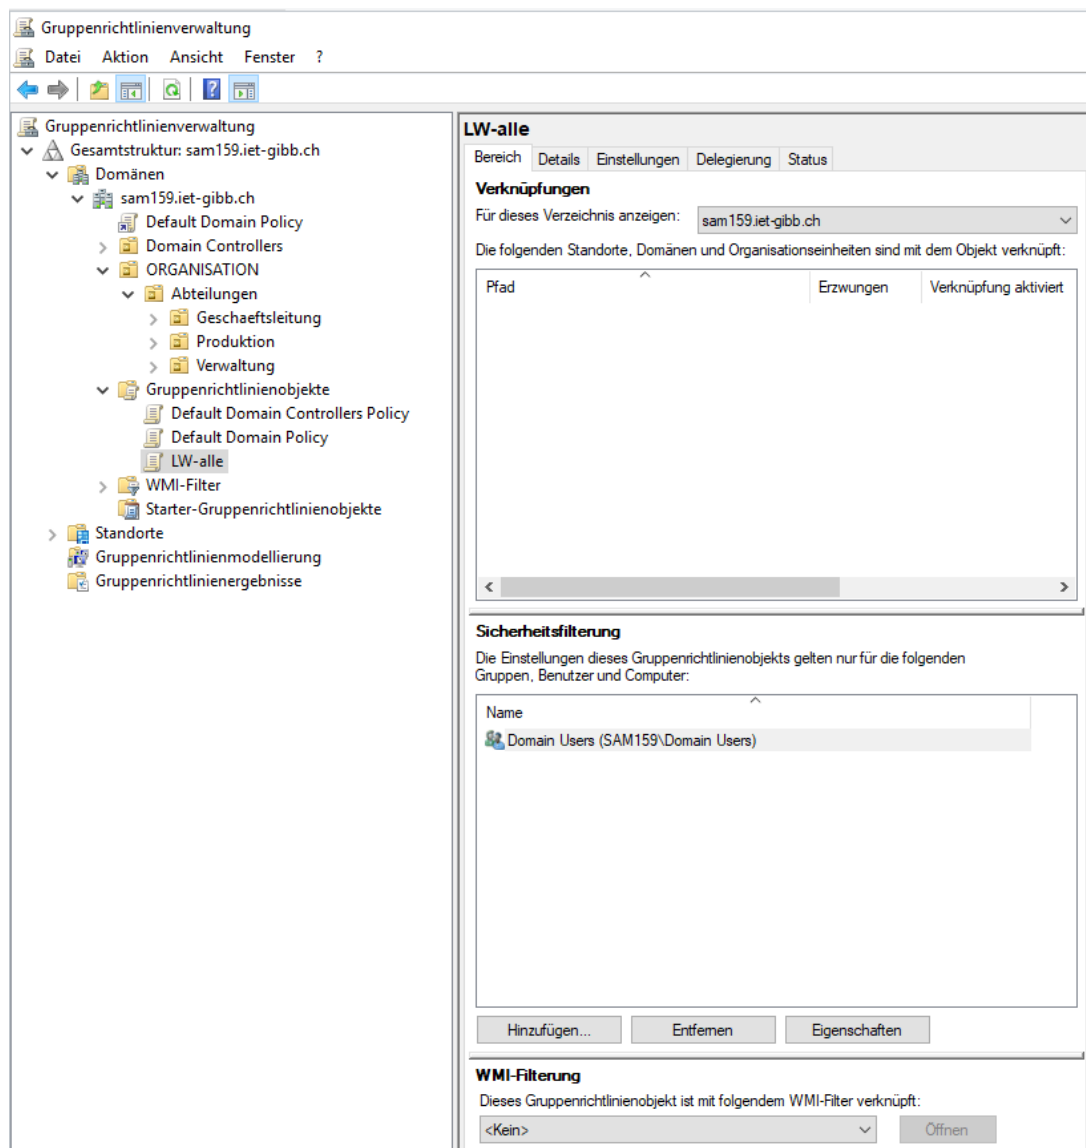 Gruppenrichtlinienverwaltung
Datei Aktion Ansicht Fenster ?
Gruppenrichtlinienverwaltung
Gesamtstruktur: sam159.iet-gibb.ch
Domänen
sam159.iet-gibb.ch
Default Domain Policy
Domain Controllers
ORGANISATION
Abteilungen
Geschaeftsleitung
Produktion
Verwaltung
Gruppenrichtlinienobjekte
Default Domain Controllers Policy
Default Domain Policy
LW-alle
WMI-Filter
Starter-Gruppenrichtlinienobjekte
Standorte
Gruppenrichtlinienmodellierung
Gruppenrichtlinienergebnisse
LW-alle
Bereich Details Einstellungen Delegierung Status
Verknüpfungen
Für dieses Verzeichnis anzeigen: sam159.iet-gibb.ch
Die folgenden Standorte, Domänen und Organisationseinheiten sind mit dem Objekt verknüpft:
Pfad Erzwungen Verknüpfung aktiviert
Sicherheitsfilterung
Die Einstellungen dieses Gruppenrichtlinienobjekts gelten nur für die folgenden
Gruppen, Benutzer und Computer:
Name
Domain Users (SAM159\Domain Users)
Hinzufügen... Entfernen Eigenschaften
WMI-Filterung
Dieses Gruppenrichtlinienobjekt ist mit folgendem WMI-Filter verknüpft:
<Kein> Öffnen